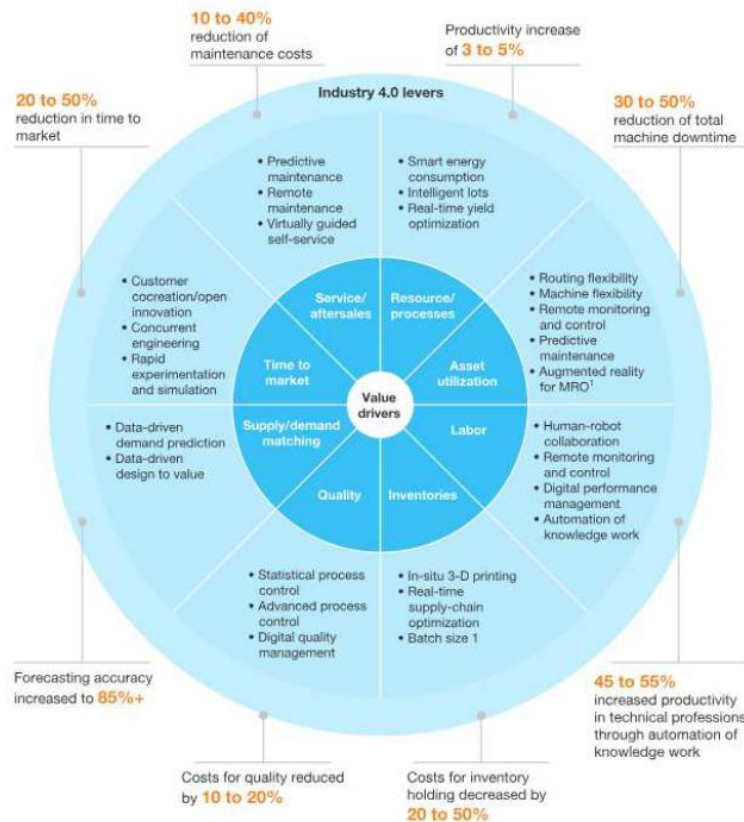 10 to 40%
reduction of
maintenance costs
Productivity increase
of 3 to 5%
20 to 50%
reduction in time to
market
Industry 4.0 levers
30 to 50%
reduction of total
machine downtime
• Predictive
maintenance
• Remote
maintenance
• Virtually guided
self-service
• Smart energy
consumption
• Intelligent lots
• Real-time yield
optimization
• Customer
cocreation/open
innovation
• Concurrent
engineering
• Rapid
experimentation
and simulation
• Routing flexibility
• Machine flexibility
• Remote monitoring
and control
• Predictive
maintenance
• Augmented reality
for MRO¹
Service/
aftersales
Resource/
processes
Time to
market
Asset
utilization
Value
drivers
Supply/demand
matching
Labor
Quality
Inventories
• Data-driven
demand prediction
• Data-driven
design to value
• Human-robot
collaboration
• Remote monitoring
and control
• Digital performance
management
• Automation of
knowledge work
• Statistical process
control
• Advanced process
control
• Digital quality
management
• In-situ 3-D printing
• Real-time
supply-chain
optimization
• Batch size 1
Forecasting accuracy
increased to 85%+
45 to 55%
increased productivity
in technical professions
through automation of
knowledge work
Costs for quality reduced
by 10 to 20%
Costs for inventory
holding decreased by
20 to 50%